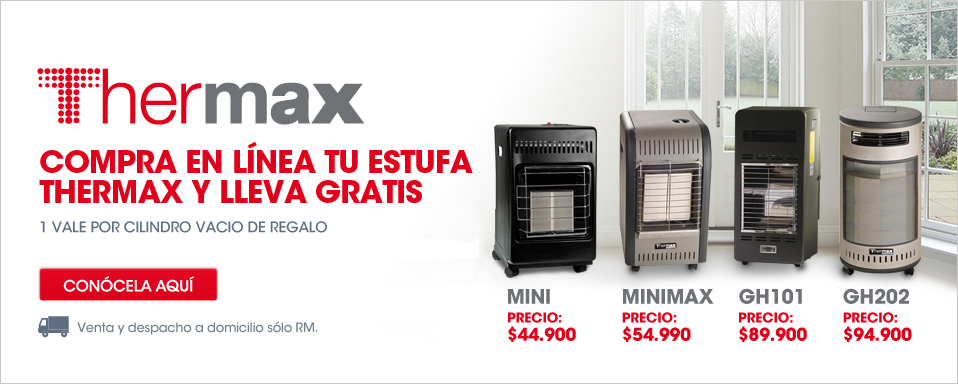 Thermax
COMPRA EN LÍNEA TU ESTUFA
THERMAX Y LLEVA GRATIS
1 VALE POR CILINDRO VACIO DE REGALO
CONÓCELA AQUÍ
Venta y despacho a domicilio sólo RM.
MINI
PRECIO:
$44.900
MINIMAX
PRECIO:
$54.990
GH101
PRECIO:
$89.900
GH202
PRECIO:
$94.900
Thermax
Thermax